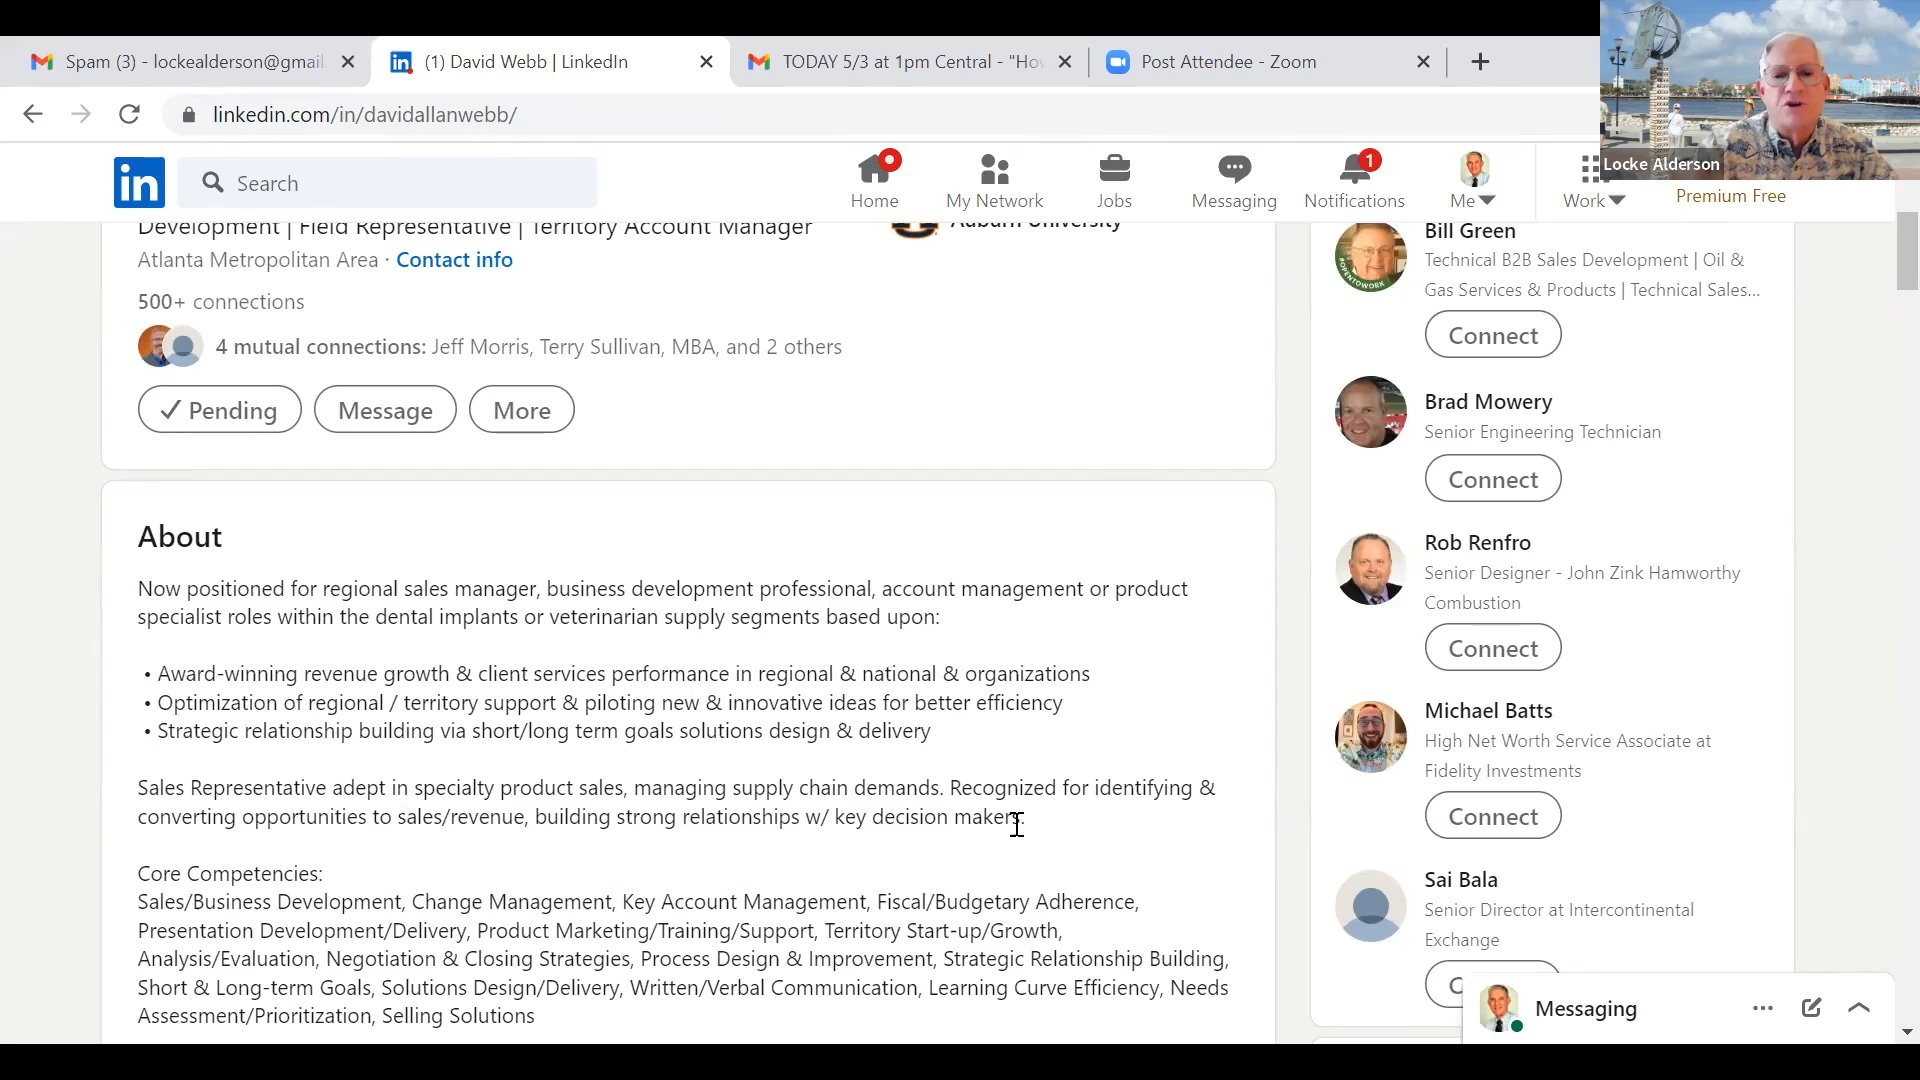 Spam (3) - lockealderson@gmail.
(1) David Webb | LinkedIn
TODAY 5/3 at 1pm Central - "Ho
Post Attendee - Zoom
linkedin.com/in/davidallanwebb/
Locke Alderson
in
Search
Home
My Network
Jobs
Messaging
1
Notifications
Me
Work
Premium Free
Development | Field Representative | Territory Account Manager
Auburn University
Atlanta Metropolitan Area · Contact info
500+ connections
4 mutual connections: Jeff Morris, Terry Sullivan, MBA, and 2 others
✓ Pending
Message
More
About
Now positioned for regional sales manager, business development professional, account management or product
specialist roles within the dental implants or veterinarian supply segments based upon:
• Award-winning revenue growth & client services performance in regional & national & organizations
• Optimization of regional / territory support & piloting new & innovative ideas for better efficiency
• Strategic relationship building via short/long term goals solutions design & delivery
Sales Representative adept in specialty product sales, managing supply chain demands. Recognized for identifying &
converting opportunities to sales/revenue, building strong relationships w/ key decision makers.
Core Competencies:
Sales/Business Development, Change Management, Key Account Management, Fiscal/Budgetary Adherence,
Presentation Development/Delivery, Product Marketing/Training/Support, Territory Start-up/Growth,
Analysis/Evaluation, Negotiation & Closing Strategies, Process Design & Improvement, Strategic Relationship Building,
Short & Long-term Goals, Solutions Design/Delivery, Written/Verbal Communication, Learning Curve Efficiency, Needs
Assessment/Prioritization, Selling Solutions
Bill Green
Technical B2B Sales Development | Oil &
Gas Services & Products | Technical Sales...
#OPENTOWORK
Connect
Brad Mowery
Senior Engineering Technician
Connect
Rob Renfro
Senior Designer - John Zink Hamworthy
Combustion
Connect
Michael Batts
High Net Worth Service Associate at
Fidelity Investments
Connect
Sai Bala
Senior Director at Intercontinental
Exchange
C
Messaging